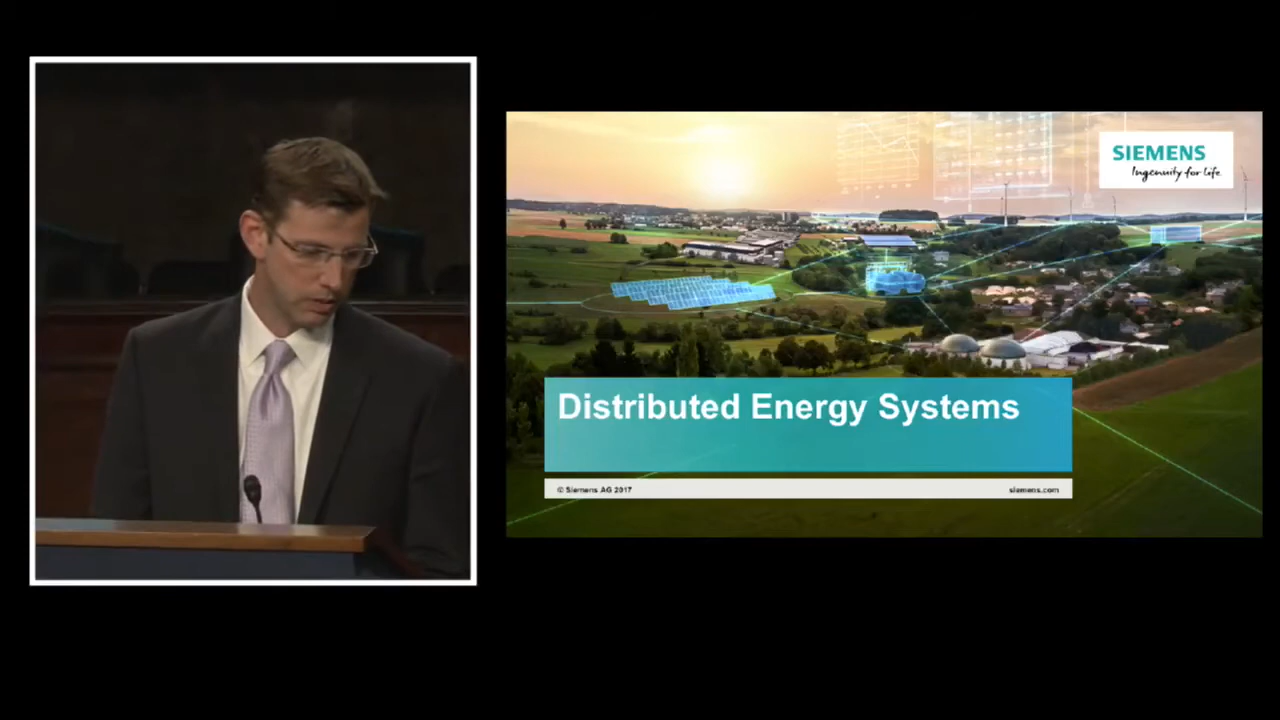 SIEMENS
Ingenuity for life
Distributed Energy Systems
© Siemens AG 2017
siemens.com